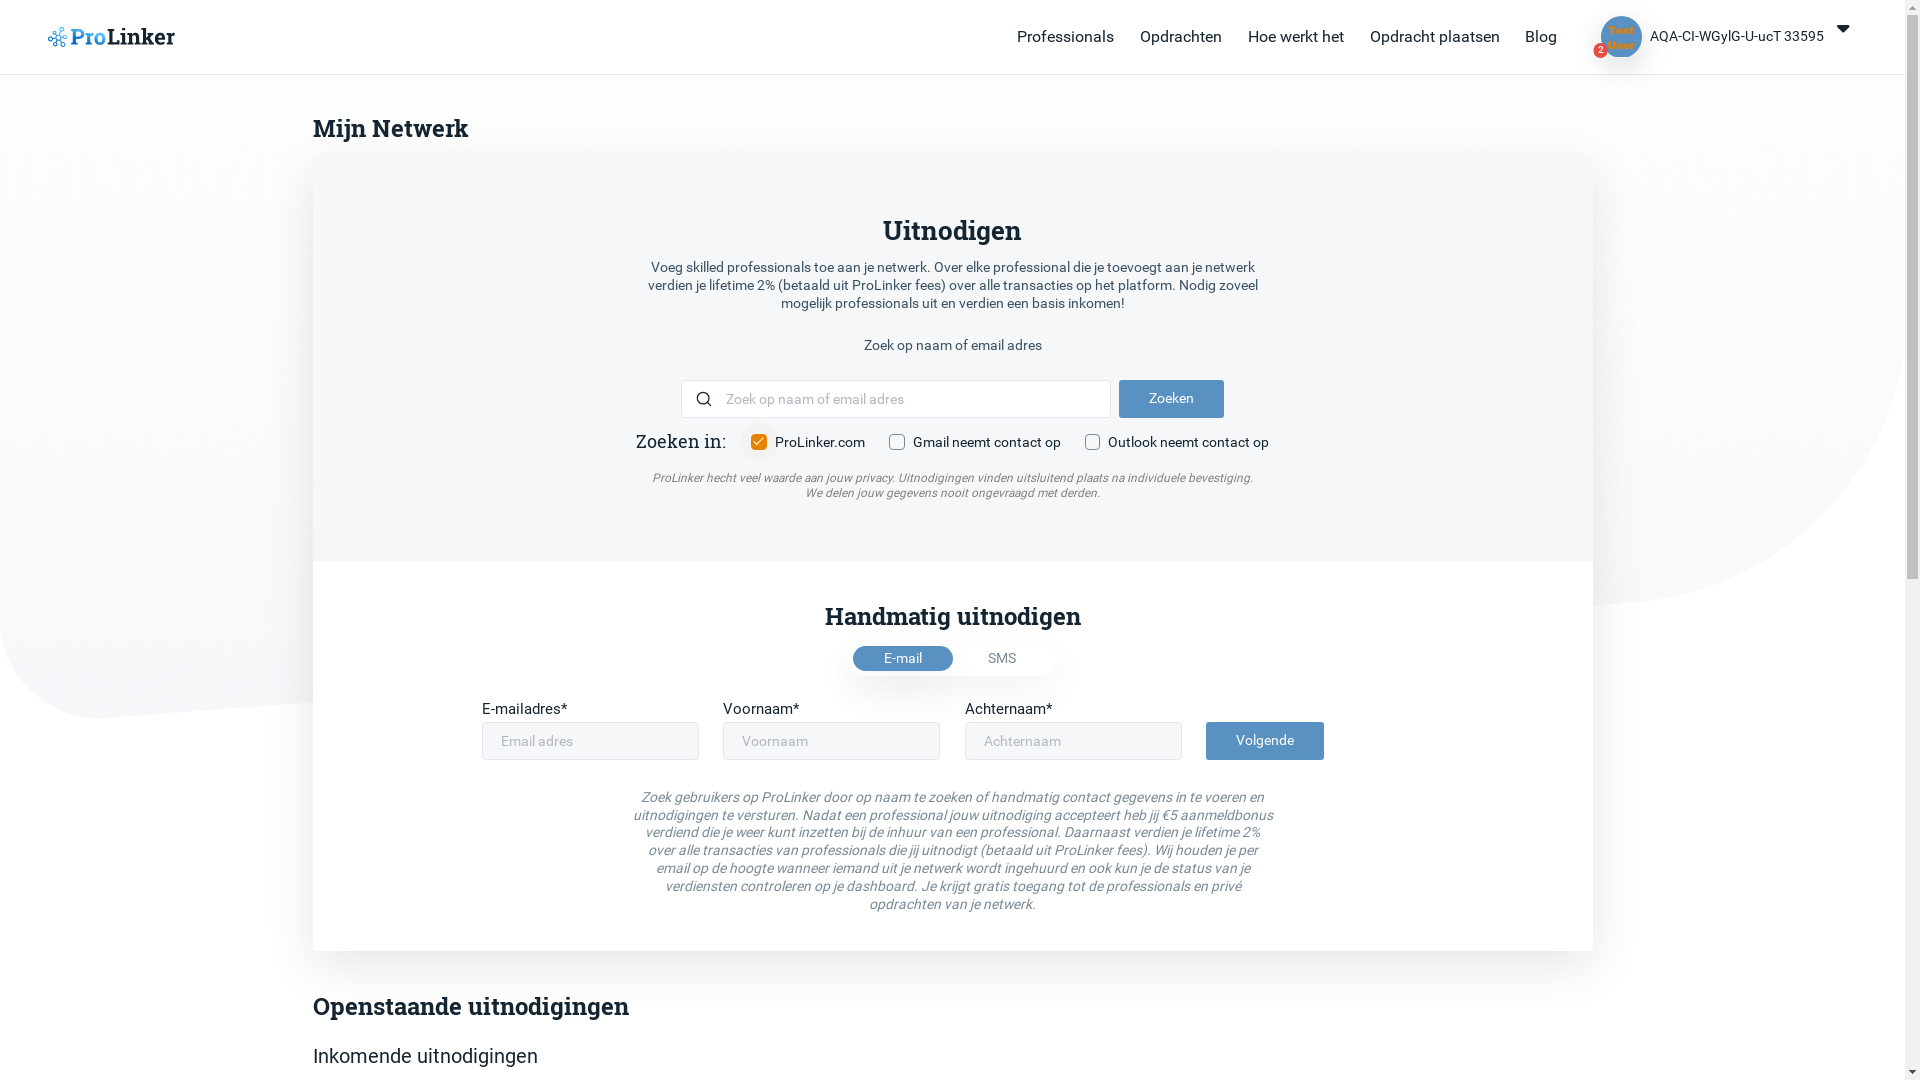 ProLinker
Professionals
Opdrachten
Hoe werkt het
Opdracht plaatsen
Blog
Test
User
2
AQA-CI-WGylG-U-ucT 33595
Mijn Netwerk
Uitnodigen
Voeg skilled professionals toe aan je netwerk. Over elke professional die je toevoegt aan je netwerk
verdien je lifetime 2% (betaald uit ProLinker fees) over alle transacties op het platform. Nodig zoveel
mogelijk professionals uit en verdien een basis inkomen!
Zoek op naam of email adres
Zoek op naam of email adres
Zoeken
Zoeken in:
ProLinker.com
Gmail neemt contact op
Outlook neemt contact op
ProLinker hecht veel waarde aan jouw privacy. Uitnodigingen vinden uitsluitend plaats na individuele bevestiging.
We delen jouw gegevens nooit ongevraagd met derden.
Handmatig uitnodigen
E-mail
SMS
E-mailadres*
Voornaam*
Achternaam*
Email adres
Voornaam
Achternaam
Volgende
Zoek gebruikers op ProLinker door op naam te zoeken of handmatig contact gegevens in te voeren en
uitnodigingen te versturen. Nadat een professional jouw uitnodiging accepteert heb jij €5 aanmeldbonus
verdiend die je weer kunt inzetten bij de inhuur van een professional. Daarnaast verdien je lifetime 2%
over alle transacties van professionals die jij uitnodigt (betaald uit ProLinker fees). Wij houden je per
email op de hoogte wanneer iemand uit je netwerk wordt ingehuurd en ook kun je de status van je
verdiensten controleren op je dashboard. Je krijgt gratis toegang tot de professionals en privé
opdrachten van je netwerk.
Openstaande uitnodigingen
Inkomende uitnodigingen